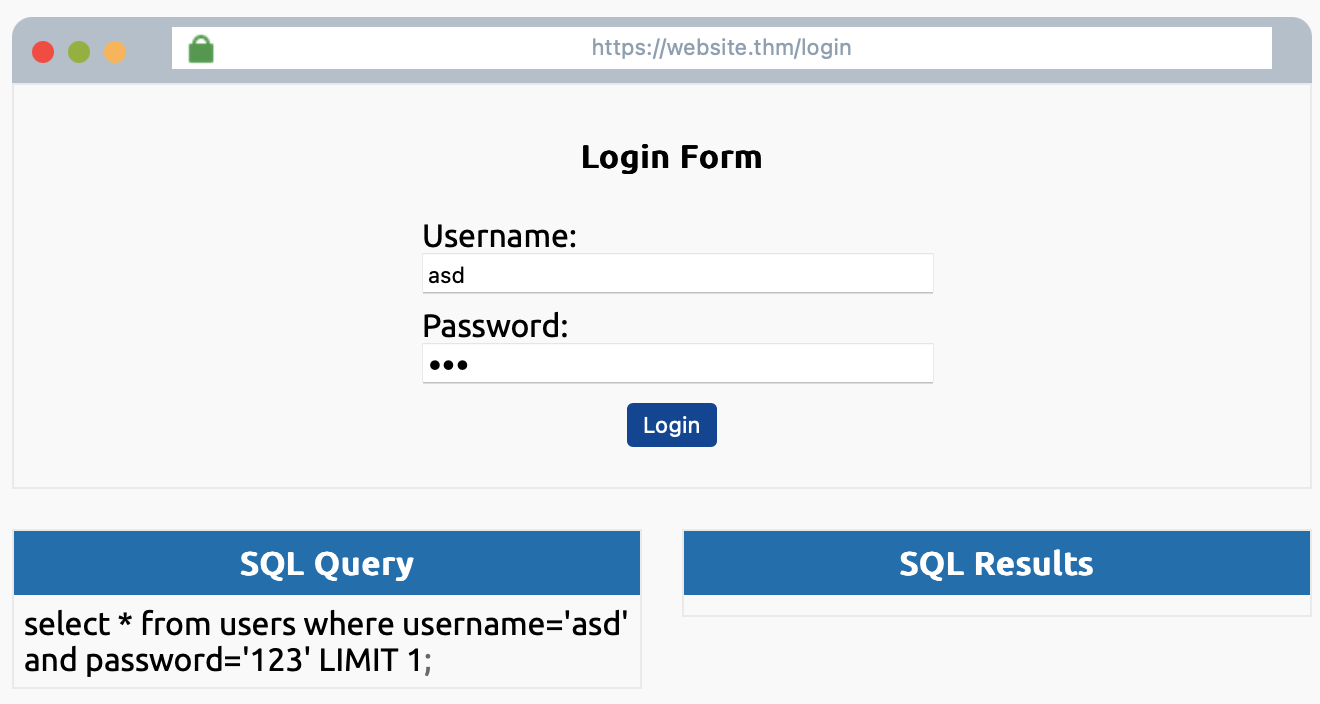 https://website.thm/login
Login Form
Username:
asd
Password:
•••
Login
SQL Query
select * from users where username='asd'
and password='123' LIMIT 1;
SQL Results